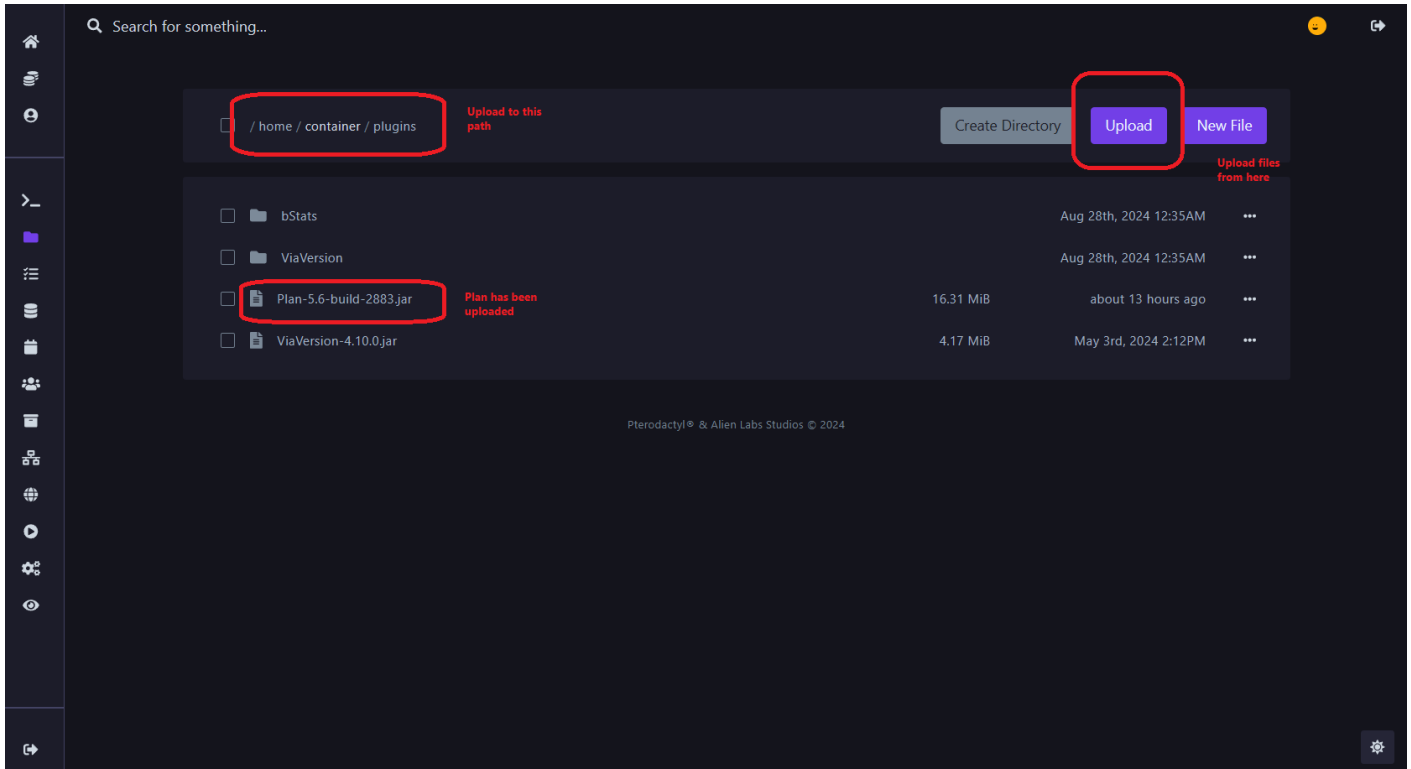 Search for something...
/ home / container / plugins
Upload to this
path
Create Directory
Upload
New File
Upload files
from here
bStats
Aug 28th, 2024 12:35AM
ViaVersion
Aug 28th, 2024 12:35AM
Plan-5.6-build-2883.jar
Plan has been
uploaded
16.31 MiB
about 13 hours ago
ViaVersion-4.10.0.jar
4.17 MiB
May 3rd, 2024 2:12PM
Pterodactyl® & Alien Labs Studios © 2024